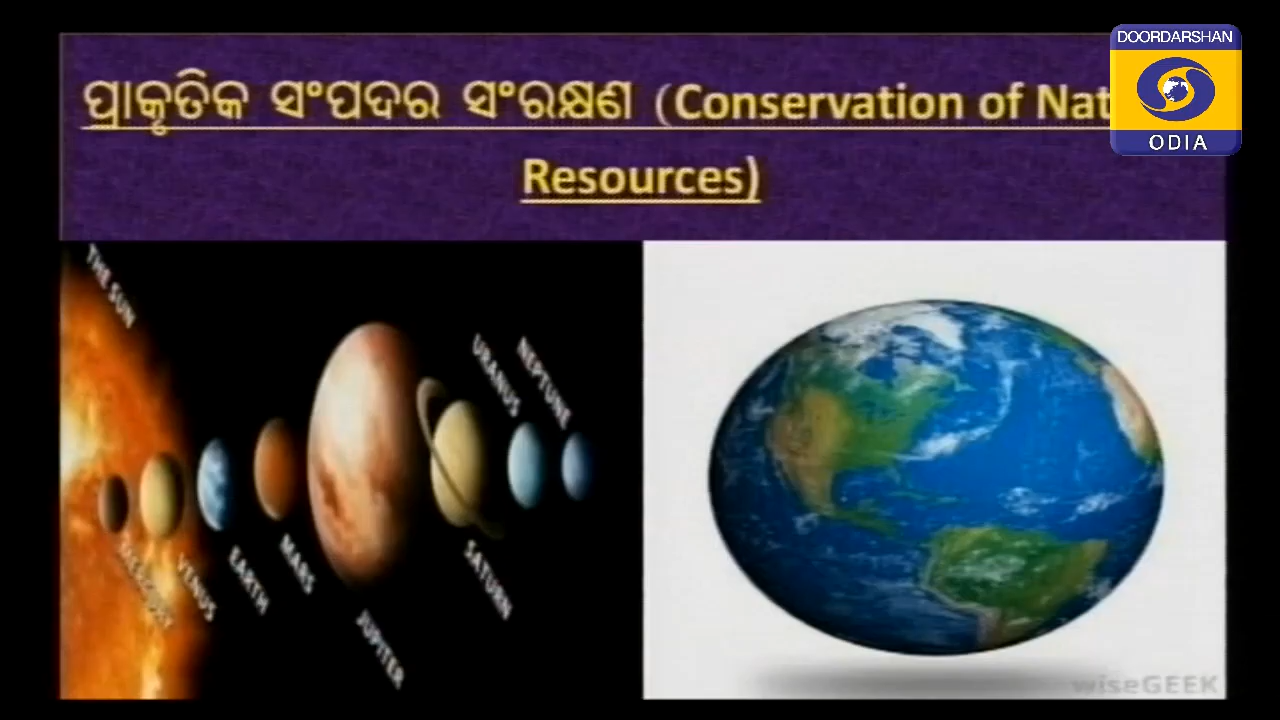 ପ୍ରାକୃତିକ ସଂପଦର ସଂରକ୍ଷଣ (Conservation of Nat
Resources)
DOORDARSHAN
ODIA
THE SUN
MERCURY
VENUS
EARTH
MARS
JUPITER
SATURN
URANUS
NEPTUNE
wiseGEEK